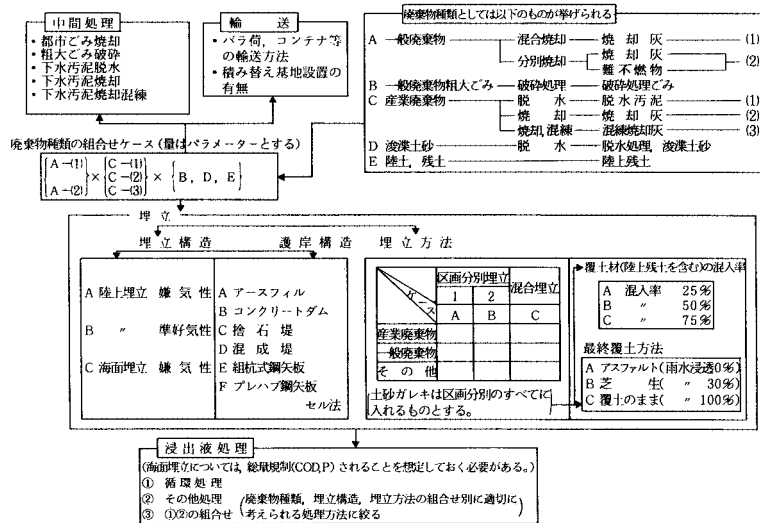 中間処理
・都市ごみ焼却
・粗大ごみ破砕
・下水汚泥脱水
・下水汚泥焼却
・下水汚泥焼却混練
輸送
・バラ荷，コンテナ等
の輸送方法
・積み替え基地設置の
有無
廃棄物種類としては以下のものが挙げられる
A 一般廃棄物 混合焼却 焼却灰 (1)
分別焼却 焼却灰 (2)
難不燃物
B 一般廃棄物粗大ごみ 破砕処理 破砕処理ごみ
C 産業廃棄物 脱水 脱水汚泥 (1)
焼却 焼却灰 (2)
焼却,混練 混練焼却灰 (3)
D 浚渫土砂 脱水 脱水処理，浚渫土砂
E 陸土，残土 陸上残土
廃棄物種類の組合せケース(量はパラメーターとする)
{A－(1) A－(2)}×{C－(1) C－(2) C－(3)}×{B，D，E}
埋立
埋立構造 護岸構造 埋立方法
A 陸上埋立 嫌気性
B 〃 準好気性
C 海面埋立 嫌気性
A アースフィル
B コンクリートダム
C 捨石堤
D 混成堤
E 組杭式鋼矢板
F プレハブ鋼矢板
セル法
ケース 区画分別埋立 混合埋立
1 2
A B C
産業廃棄物
一般廃棄物
その他
(土砂ガレキは区画分別のすべてに
入れるものとする。)
覆土材(陸上残土を含む)の混入率
A 混入率 25%
B 〃 50%
C 〃 75%
最終覆土方法
A アスファルト(雨水浸透0%)
B 芝生(〃 30%)
C 覆土のまま(〃 100%)
浸出液処理
(海面埋立については，総量規制(COD,P)されることを想定しておく必要がある。)
① 循環処理
② その他処理 (廃棄物種類，埋立構造，埋立方法の組合せ別に適切に
③ ①②の組合せ 考えられる処理方法に絞る)